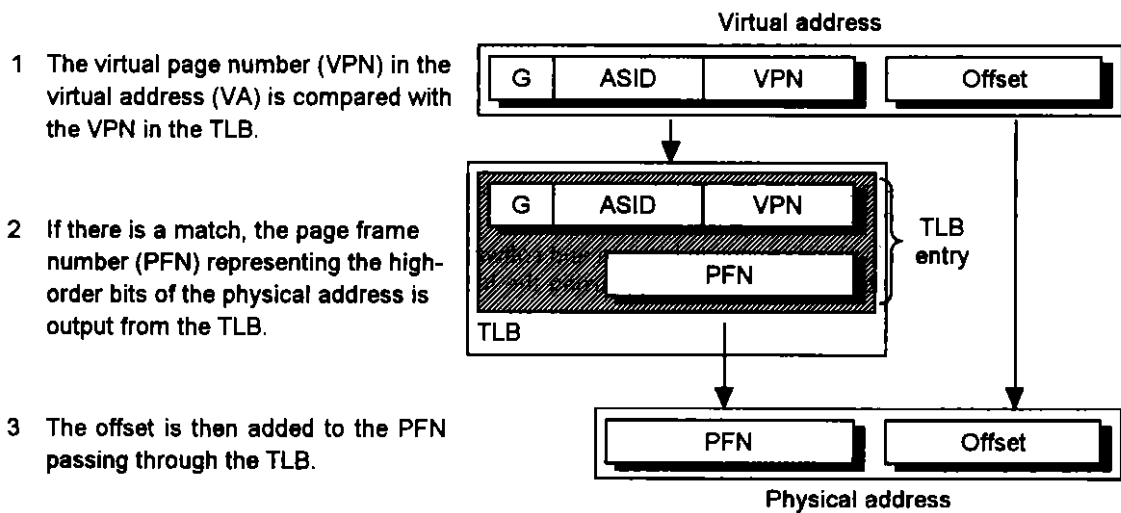 Virtual address
1 The virtual page number (VPN) in the
virtual address (VA) is compared with
the VPN in the TLB.
G ASID VPN Offset
2 If there is a match, the page frame
number (PFN) representing the high-
order bits of the physical address is
output from the TLB.
G ASID VPN
PFN
TLB
entry
TLB
3 The offset is then added to the PFN
passing through the TLB.
PFN Offset
Physical address